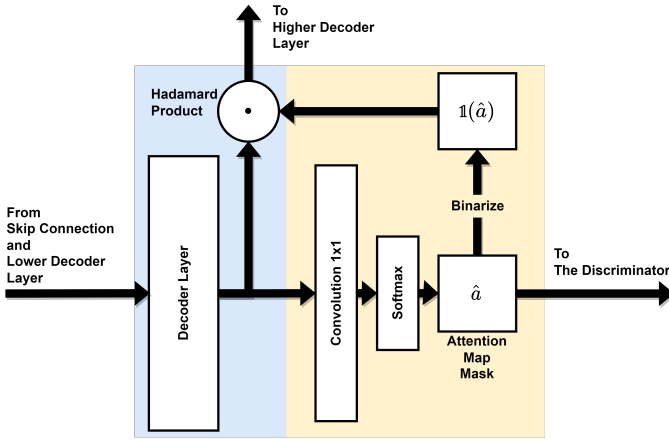 To
Higher Decoder
Layer
Hadamard
Product
𝟙(â)
From
Skip Connection
and
Lower Decoder
Layer
Decoder Layer
Convolution 1x1
Softmax
Binarize
â
Attention
Map
Mask
To
The Discriminator